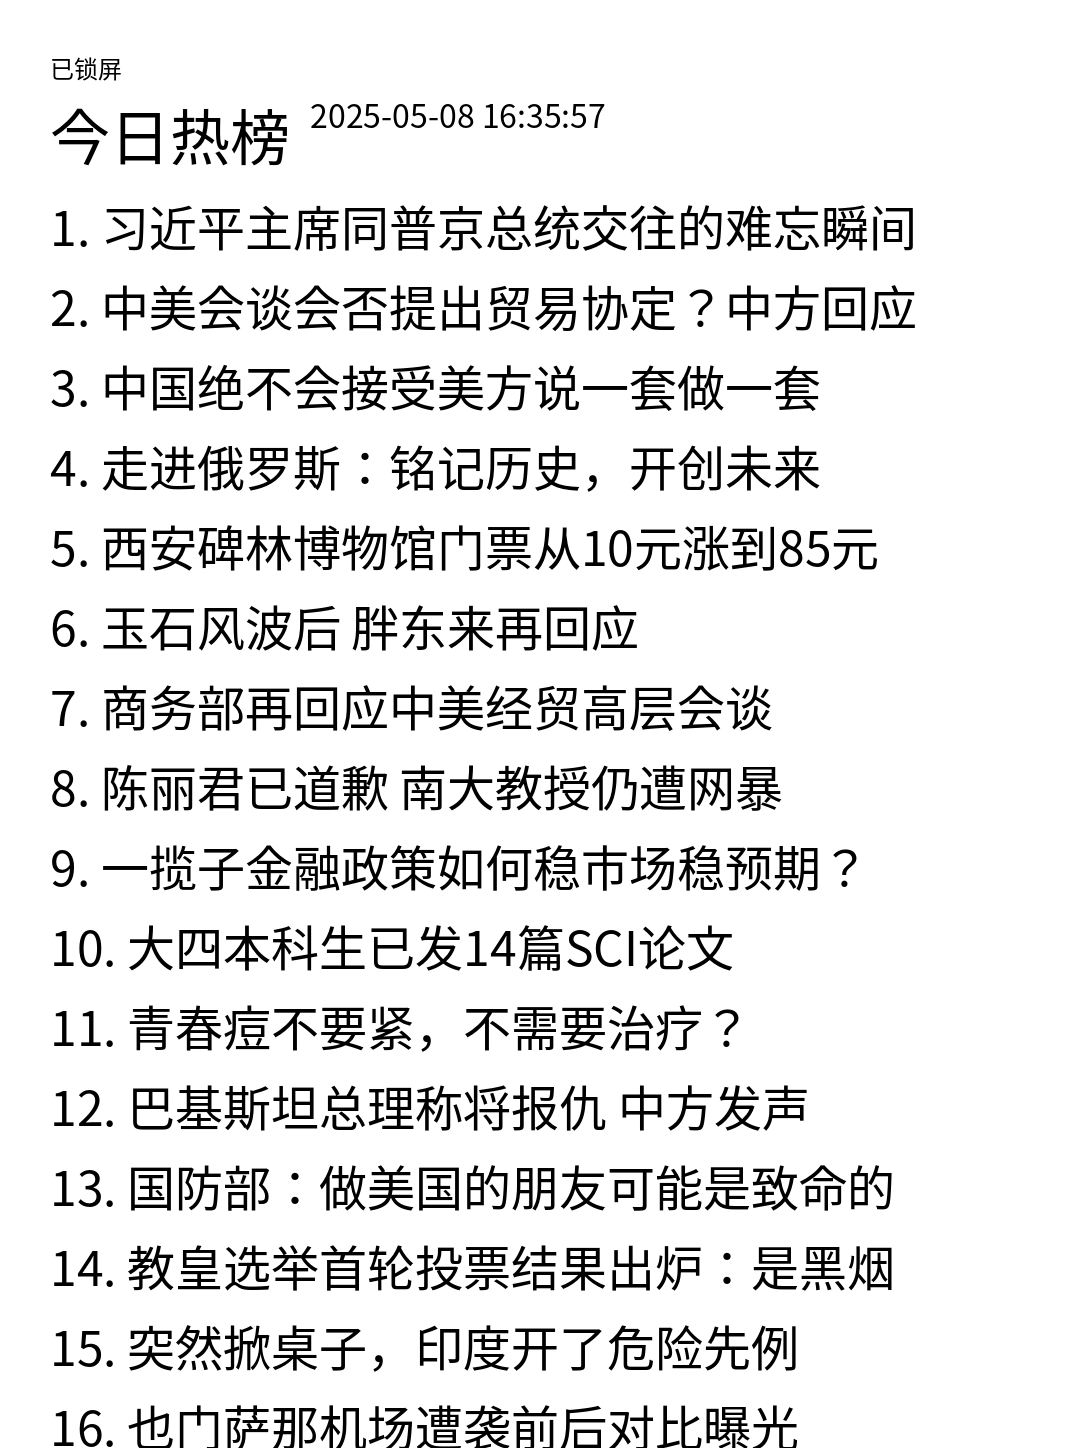 已锁屏
今日热榜 2025-05-08 16:35:57
1. 习近平主席同普京总统交往的难忘瞬间
2. 中美会谈会否提出贸易协定？中方回应
3. 中国绝不会接受美方说一套做一套
4. 走进俄罗斯：铭记历史，开创未来
5. 西安碑林博物馆门票从10元涨到85元
6. 玉石风波后 胖东来再回应
7. 商务部再回应中美经贸高层会谈
8. 陈丽君已道歉 南大教授仍遭网暴
9. 一揽子金融政策如何稳市场稳预期？
10. 大四本科生已发14篇SCI论文
11. 青春痘不要紧，不需要治疗？
12. 巴基斯坦总理称将报仇 中方发声
13. 国防部：做美国的朋友可能是致命的
14. 教皇选举首轮投票结果出炉：是黑烟
15. 突然掀桌子，印度开了危险先例
16. 也门萨那机场遭袭前后对比曝光